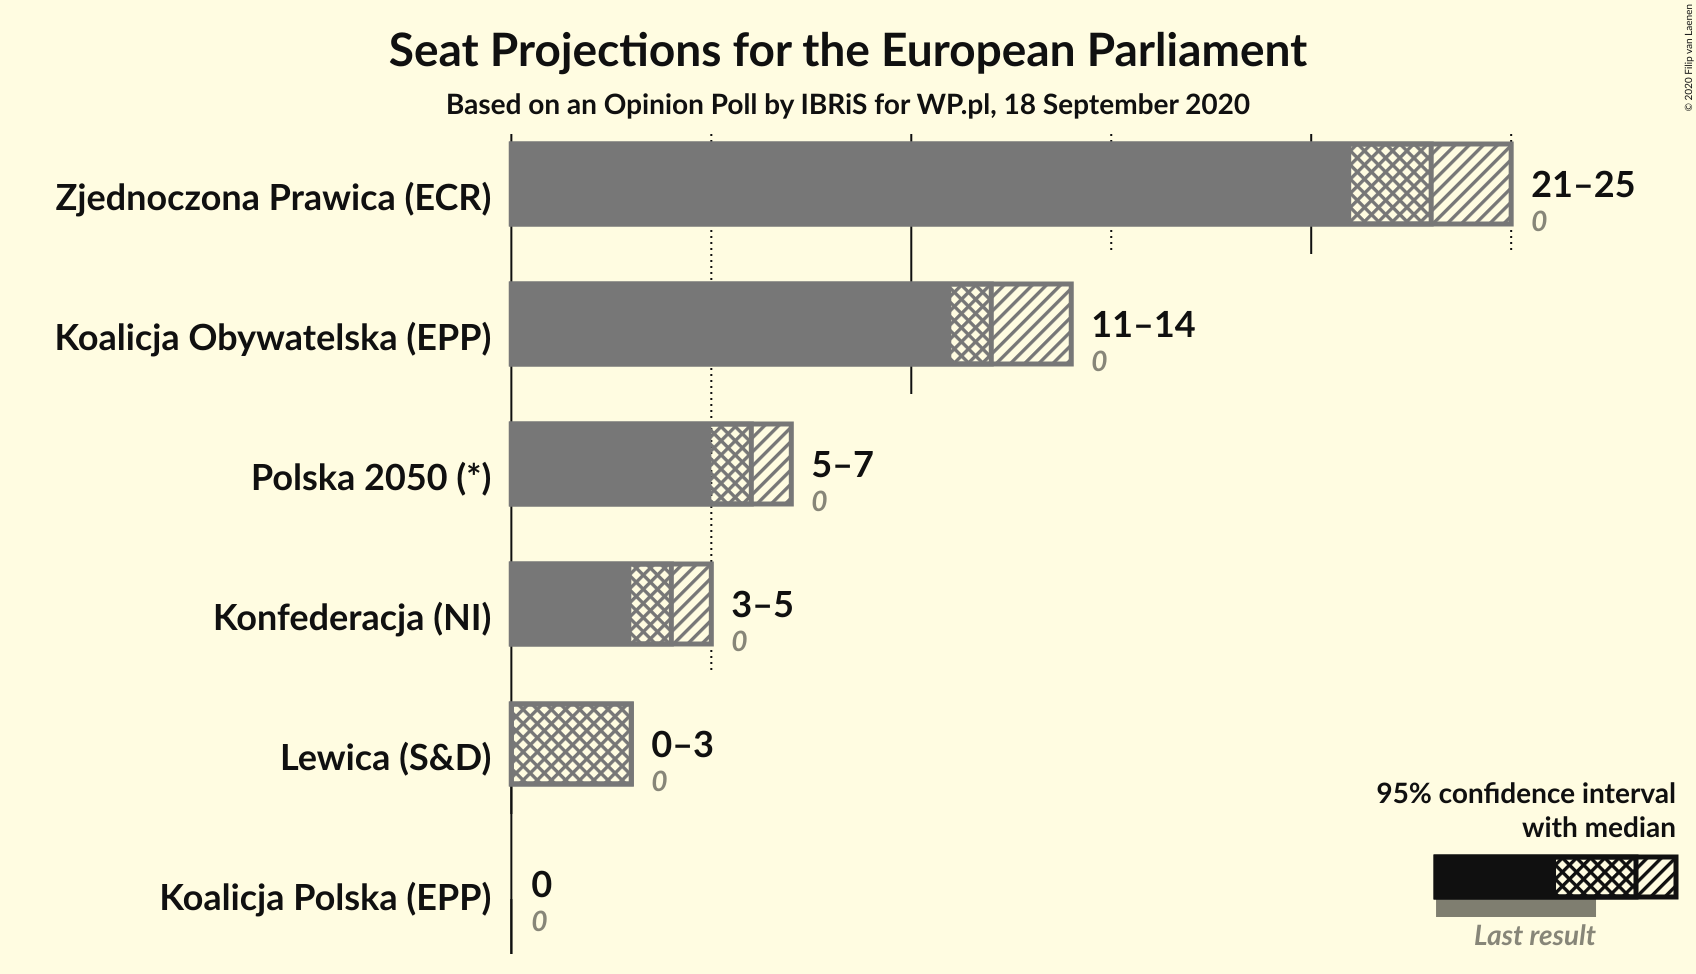 Seat Projections for the European Parliament
Based on an Opinion Poll by IBRiS for WP.pl, 18 September 2020
© 2020 Filip van Laenen
Zjednoczona Prawica (ECR)
21–25
0
Koalicja Obywatelska (EPP)
11–14
0
Polska 2050 (*)
5–7
0
Konfederacja (NI)
3–5
0
Lewica (S&D)
0–3
0
Koalicja Polska (EPP)
0
0
95% confidence interval
with median
Last result